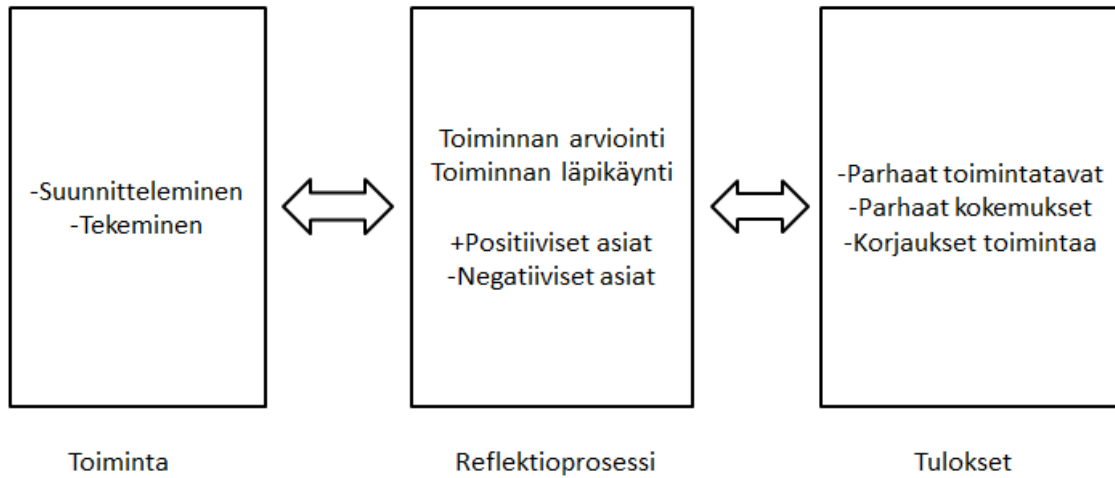 -Suunnitteleminen
-Tekeminen
Toiminta
Toiminnan arviointi
Toiminnan läpikäynti
+Positiiviset asiat
-Negatiiviset asiat
Reflektioprosessi
-Parhaat toimintatavat
-Parhaat kokemukset
-Korjaukset toimintaa
Tulokset